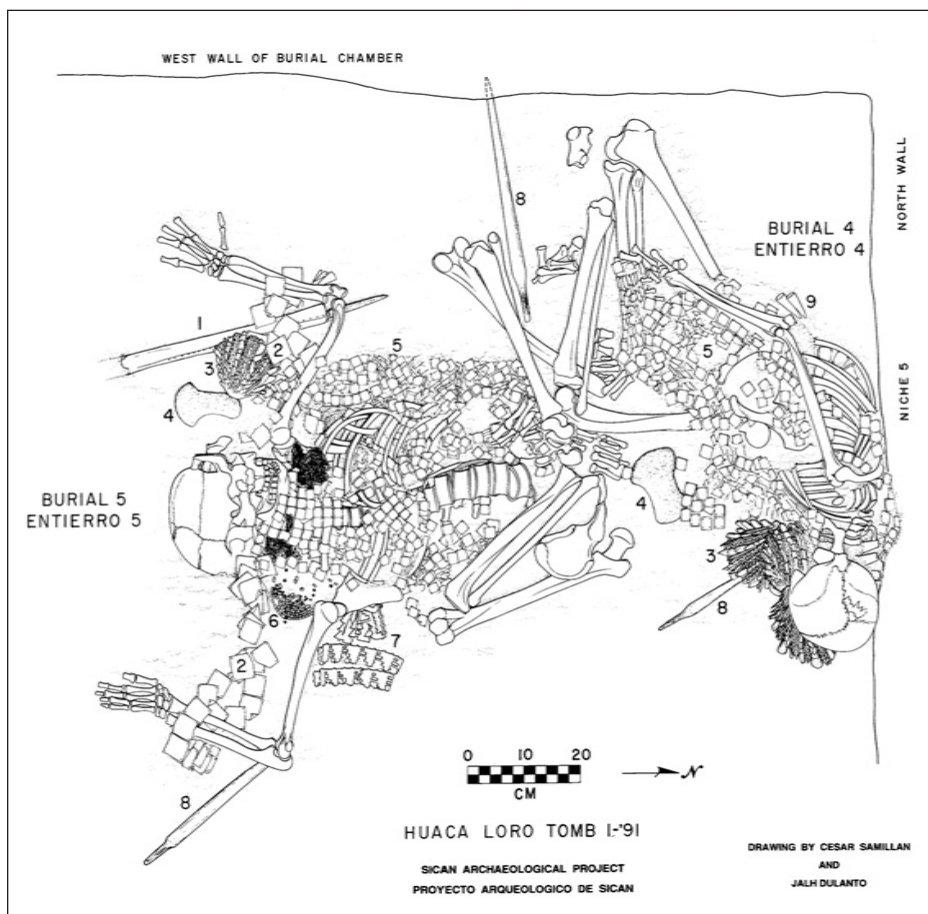 WEST WALL OF BURIAL CHAMBER
NORTH WALL
8
BURIAL 4
ENTIERRO 4
9
1
2
5
5
3
4
NICHE 5
BURIAL 5
ENTIERRO 5
4
3
8
6
7
2
8
0 10 20
CM
N
HUACA LORO TOMB I-'91
SICAN ARCHAEOLOGICAL PROJECT
PROYECTO ARQUEOLOGICO DE SICAN
DRAWING BY CESAR SAMILLAN
AND
JALH DULANTO